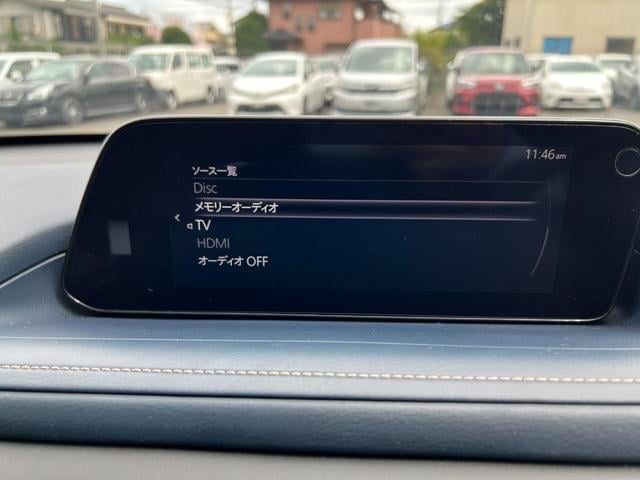 11:46am
ソース一覧
Disc
メモリーオーディオ
TV
HDMI
オーディオ OFF